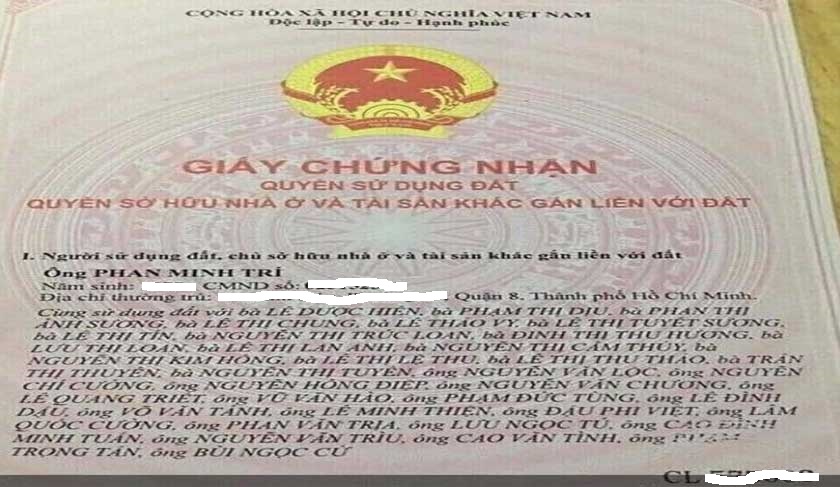 CỘNG HÒA XÃ HỘI CHỦ NGHĨA VIỆT NAM
Độc lập - Tự do - Hạnh phúc
GIẤY CHỨNG NHẬN
QUYỀN SỬ DỤNG ĐẤT
QUYỀN SỞ HỮU NHÀ Ở VÀ TÀI SẢN KHÁC GẮN LIỀN VỚI ĐẤT
I. Người sử dụng đất, chủ sở hữu nhà ở và tài sản khác gắn liền với đất
Ông PHAN MINH TRÍ
Năm sinh: CMND số:
Địa chỉ thường trú: Quận 8, Thành phố Hồ Chí Minh.
Cùng sử dụng đất với bà LÊ DƯỢC HIỀN, bà PHẠM THỊ DỊU, bà PHAN THỊ
ÁNH SƯƠNG, bà LÊ THỊ CHUNG, bà LÊ THẢO VY, bà LÊ THỊ TUYẾT SƯƠNG,
bà LÊ THỊ TÍN, bà NGUYỄN THỊ TRÚC LOAN, bà ĐINH THỊ THU HƯƠNG, bà
LƯU THỊ LOAN, bà LÊ THỊ LAN ANH, bà NGUYỄN THỊ CẨM THÚY, bà
NGUYỄN THỊ KIM HỒNG, bà LÊ THỊ LỆ THU, bà LÊ THỊ THU THẢO, bà TRẦN
THỊ THUYỀN, bà NGUYỄN THỊ TUYÊN, ông NGUYỄN VĂN LỘC, ông NGUYỄN
CHÍ CƯỜNG, ông NGUYỄN HỒNG ĐIỆP, ông NGUYỄN VĂN CHƯƠNG, ông
LÊ QUANG TRIẾT, ông VŨ VĂN HẢO, ông PHẠM ĐỨC TÙNG, ông LÊ ĐÌNH
DẬU, ông VÕ VĂN TÁNH, ông LÊ MINH THIỆN, ông ĐẬU PHI VIỆT, ông LÂM
QUỐC CƯỜNG, ông PHAN VĂN TRỊA, ông LƯU NGỌC TÚ, ông CAO ĐÌNH
MINH TUẤN, ông NGUYỄN VĂN TRÌU, ông CAO VĂN TÌNH, ông PHẠM
TRỌNG TẤN, ông BÙI NGỌC CỪ
CL